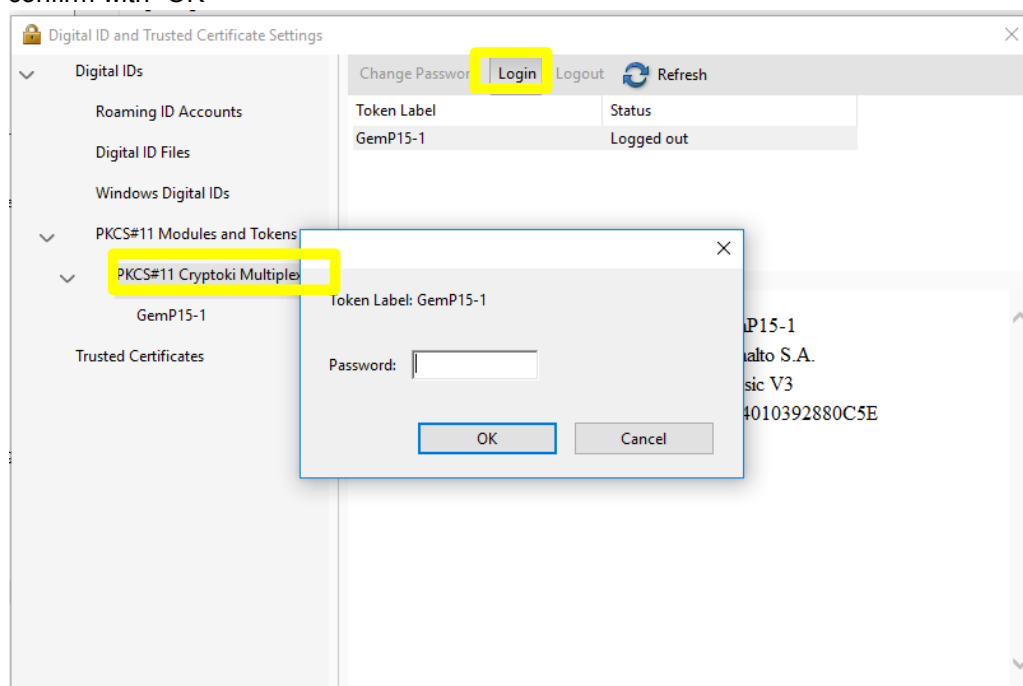 Digital ID and Trusted Certificate Settings
Digital IDs
Roaming ID Accounts
Digital ID Files
Windows Digital IDs
PKCS#11 Modules and Tokens
PKCS#11 Cryptoki Multiplex
GemP15-1
Trusted Certificates
Change Passwor Login Logout Refresh
Token Label Status
GemP15-1 Logged out
Token Label: GemP15-1
Password:
OK Cancel
P15-1
alto S.A.
sic V3
4010392880C5E